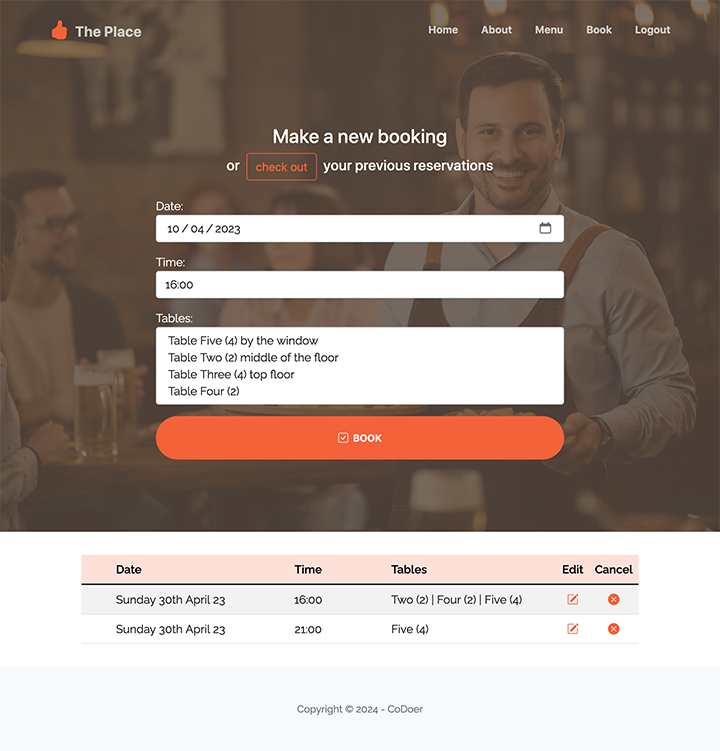 The Place
Home About Menu Book Logout
Make a new booking
or check out your previous reservations
Date:
10 / 04 / 2023
Time:
16:00
Tables:
Table Five (4) by the window
Table Two (2) middle of the floor
Table Three (4) top floor
Table Four (2)
BOOK
Date Time Tables Edit Cancel
Sunday 30th April 23 16:00 Two (2) | Four (2) | Five (4)
Sunday 30th April 23 21:00 Five (4)
Copyright © 2024 - CoDoer